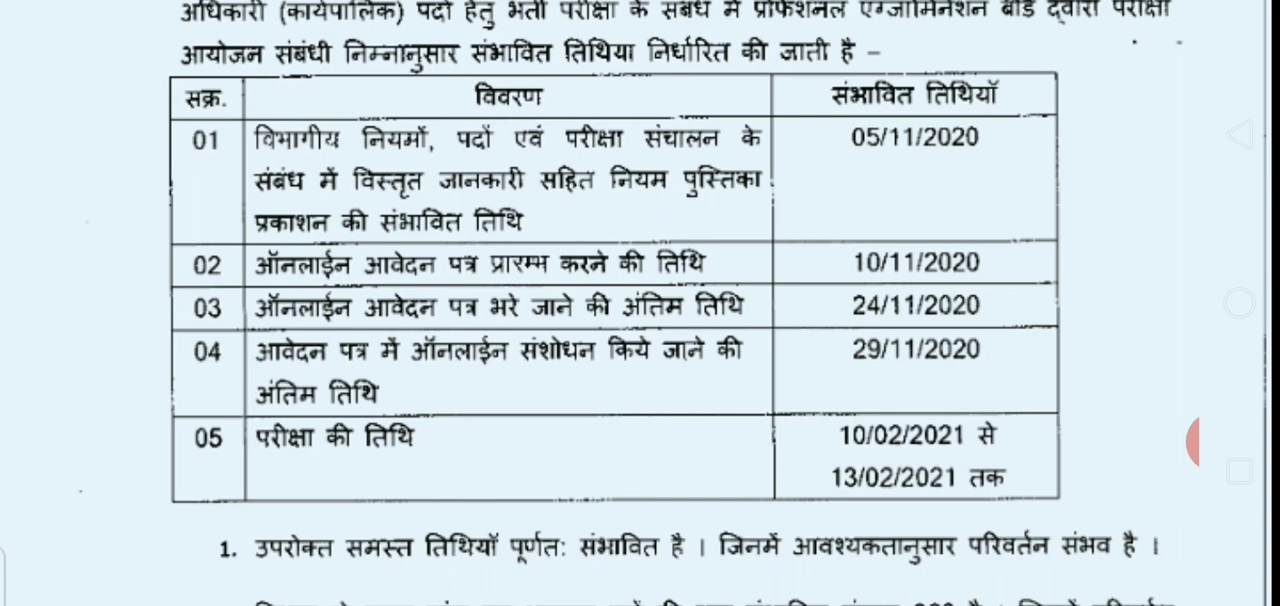 अधिकारी (कार्यपालिक) पदों हेतु भर्ती परीक्षा के संबंध में प्रोफेशनल एग्जामिनेशन बोर्ड द्वारा परीक्षा
आयोजन संबंधी निम्नानुसार संभावित तिथिया निर्धारित की जाती है –
सक्र. विवरण संभावित तिथियॉ
01 विभागीय नियमों, पदों एवं परीक्षा संचालन के 05/11/2020
संबंध में विस्तृत जानकारी सहित नियम पुस्तिका
प्रकाशन की संभावित तिथि
02 ऑनलाईन आवेदन पत्र प्रारम्भ करने की तिथि 10/11/2020
03 ऑनलाईन आवेदन पत्र भरे जाने की अंतिम तिथि 24/11/2020
04 आवेदन पत्र में ऑनलाईन संशोधन किये जाने की 29/11/2020
अंतिम तिथि
05 परीक्षा की तिथि 10/02/2021 से
13/02/2021 तक
1. उपरोक्त समस्त तिथियॉ पूर्णत: संभावित है । जिनमें आवश्यकतानुसार परिवर्तन संभव है ।